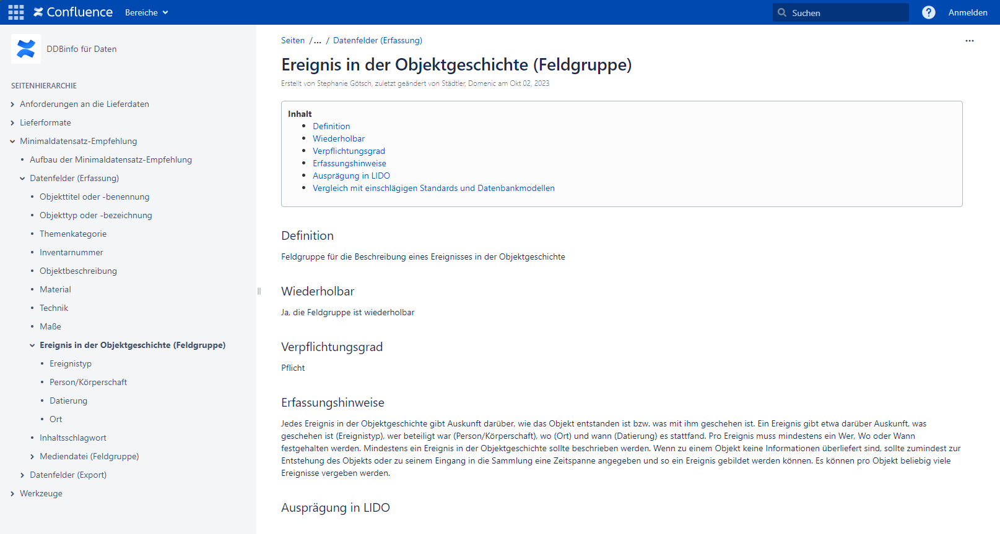 Confluence Bereiche Suchen ? Anmelden
DDBinfo für Daten
SEITENHIERARCHIE
Anforderungen an die Lieferdaten
Lieferformate
Minimaldatensatz-Empfehlung
• Aufbau der Minimaldatensatz-Empfehlung
Datenfelder (Erfassung)
• Objekttitel oder -benennung
• Objekttyp oder -bezeichnung
• Themenkategorie
• Inventarnummer
• Objektbeschreibung
• Material
• Technik
• Maße
Ereignis in der Objektgeschichte (Feldgruppe)
• Ereignistyp
• Person/Körperschaft
• Datierung
• Ort
• Inhaltsschlagwort
Mediendatei (Feldgruppe)
Datenfelder (Export)
Werkzeuge
Seiten /... / Datenfelder (Erfassung)
Ereignis in der Objektgeschichte (Feldgruppe)
Erstellt von Stephanie Götsch, zuletzt geändert von Städtler, Domenic am Okt 02, 2023
Inhalt
• Definition
• Wiederholbar
• Verpflichtungsgrad
• Erfassungshinweise
• Ausprägung in LIDO
• Vergleich mit einschlägigen Standards und Datenbankmodellen
Definition
Feldgruppe für die Beschreibung eines Ereignisses in der Objektgeschichte
Wiederholbar
Ja, die Feldgruppe ist wiederholbar
Verpflichtungsgrad
Pflicht
Erfassungshinweise
Jedes Ereignis in der Objektgeschichte gibt Auskunft darüber, wie das Objekt entstanden ist bzw. was mit ihm geschehen ist. Ein Ereignis gibt etwa darüber Auskunft, was
geschehen ist (Ereignistyp), wer beteiligt war (Person/Körperschaft), wo (Ort) und wann (Datierung) es stattfand. Pro Ereignis muss mindestens ein Wer, Wo oder Wann
festgehalten werden. Mindestens ein Ereignis in der Objektgeschichte sollte beschrieben werden. Wenn zu einem Objekt keine Informationen überliefert sind, sollte zumindest zur
Entstehung des Objekts oder zu seinem Eingang in die Sammlung eine Zeitspanne angegeben und so ein Ereignis gebildet werden können. Es können pro Objekt beliebig viele
Ereignisse vergeben werden.
Ausprägung in LIDO